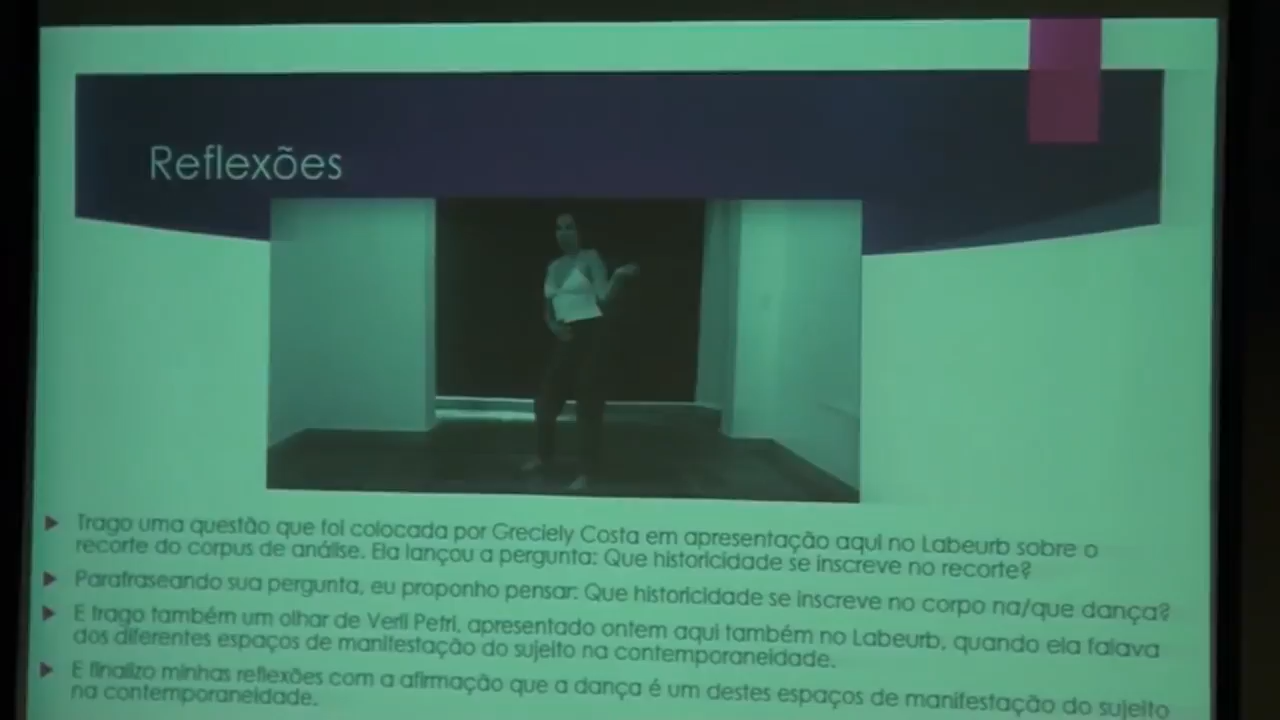 Reflexões
Trago uma questão que foi colocada por Greciely Costa em apresentação aqui no Labeurb sobre o
recorte do corpus de análise. Ela lançou a pergunta: Que historicidade se inscreve no recorte?
Parafraseando sua pergunta, eu proponho pensar: Que historicidade se inscreve no corpo na/que dança?
E trago também um olhar de Verli Petri, apresentado ontem aqui também no Labeurb, quando ela falava
dos diferentes espaços de manifestação do sujeito na contemporaneidade.
E finalizo minhas reflexões com a afirmação que a dança é um destes espaços de manifestação do sujeito
na contemporaneidade.